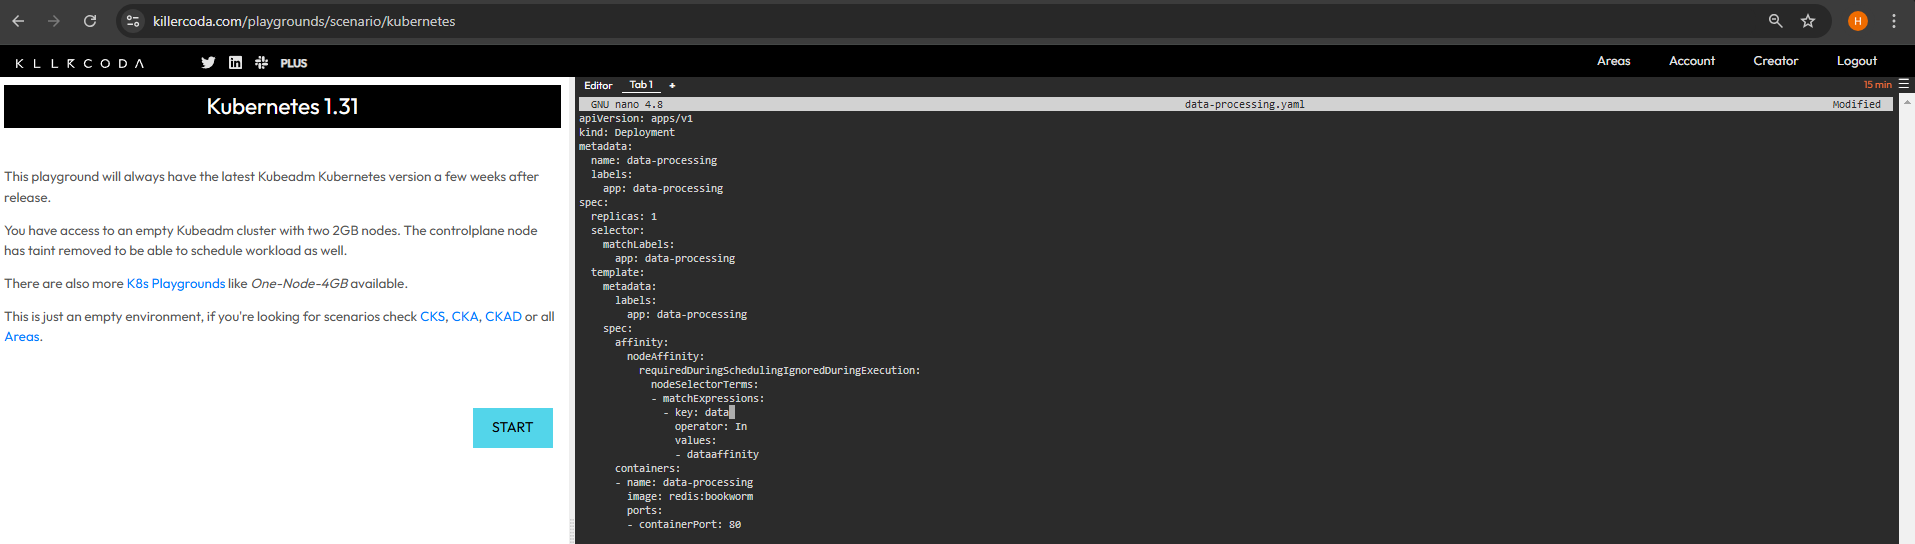 killercoda.com/playgrounds/scenario/kubernetes
H
KLLRCODA
PLUS
Areas
Account
Creator
Logout
Kubernetes 1.31
This playground will always have the latest Kubeadm Kubernetes version a few weeks after
release.
You have access to an empty Kubeadm cluster with two 2GB nodes. The controlplane node
has taint removed to be able to schedule workload as well.
There are also more K8s Playgrounds like One-Node-4GB available.
This is just an empty environment, if you're looking for scenarios check CKS, CKA, CKAD or all
Areas.
START
Editor
Tab 1
+
15 min
GNU nano 4.8 data-processing.yaml Modified
apiVersion: apps/v1
kind: Deployment
metadata:
  name: data-processing
  labels:
    app: data-processing
spec:
  replicas: 1
  selector:
    matchLabels:
      app: data-processing
  template:
    metadata:
      labels:
        app: data-processing
    spec:
      affinity:
        nodeAffinity:
          requiredDuringSchedulingIgnoredDuringExecution:
            nodeSelectorTerms:
            - matchExpressions:
              - key: data
                operator: In
                values:
                - dataaffinity
      containers:
      - name: data-processing
        image: redis:bookworm
        ports:
        - containerPort: 80